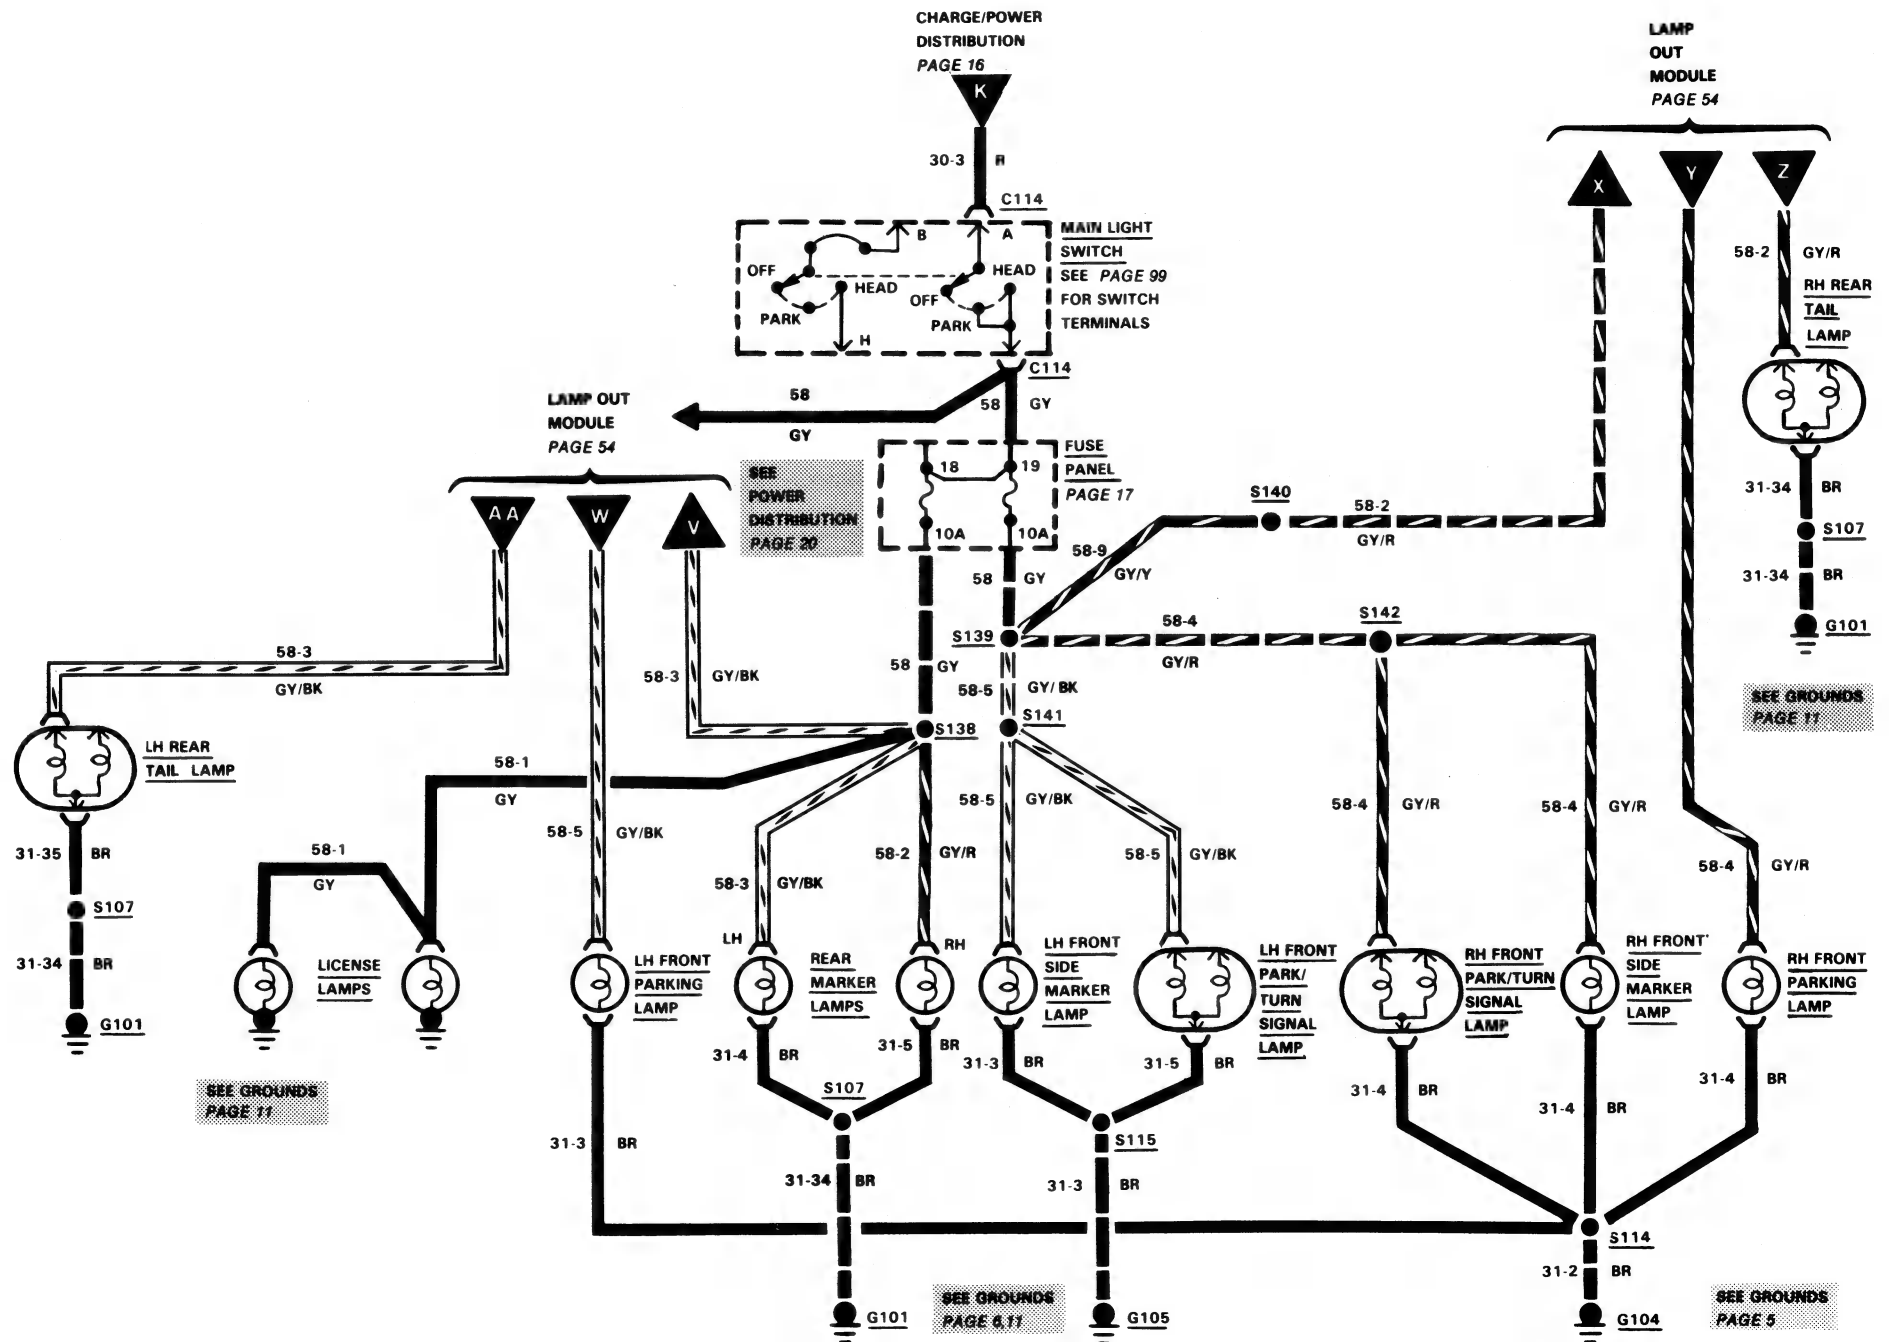 CHARGE/POWER
DISTRIBUTION
PAGE 16
K
30-3 R
C114
LAMP
OUT
MODULE
PAGE 54
X Y Z
B A
OFF HEAD
PARK
H
OFF HEAD
PARK
MAIN LIGHT
SWITCH
SEE PAGE 99
FOR SWITCH
TERMINALS
C114
58-2 GY/R
RH REAR
TAIL
LAMP
31-34 BR
S107
31-34 BR
G101
SEE GROUNDS
PAGE 11
58
GY
58 GY
LAMP OUT
MODULE
PAGE 54
AA W V
SEE
POWER
DISTRIBUTION
PAGE 20
18 19
10A 10A
FUSE
PANEL
PAGE 17
S140
58-2
GY/R
58-9
GY/Y
58 GY
S139
58-4
GY/R
S142
58-3
GY/BK
58-3 GY/BK
58 GY
58-5 GY/BK
S138
S141
LH REAR
TAIL LAMP
58-1
GY
58-1
GY
58-5 GY/BK
58-3 GY/BK
58-2 GY/R
58-5 GY/BK
58-5 GY/BK
58-4 GY/R
58-4 GY/R
58-4 GY/R
31-35 BR
S107
31-34 BR
G101
SEE GROUNDS
PAGE 11
LICENSE
LAMPS
LH FRONT
PARKING
LAMP
LH
REAR
MARKER
LAMPS
RH
LH FRONT
SIDE
MARKER
LAMP
LH FRONT
PARK/
TURN
SIGNAL
LAMP
RH FRONT
PARK/TURN
SIGNAL
LAMP
RH FRONT
SIDE
MARKER
LAMP
RH FRONT
PARKING
LAMP
31-3 BR
31-4 BR
31-5 BR
31-3 BR
31-5 BR
31-4 BR
31-4 BR
31-4 BR
S107
S115
31-34 BR
31-3 BR
S114
31-2 BR
G101
SEE GROUNDS
PAGE 6,11
G105
G104
SEE GROUNDS
PAGE 5